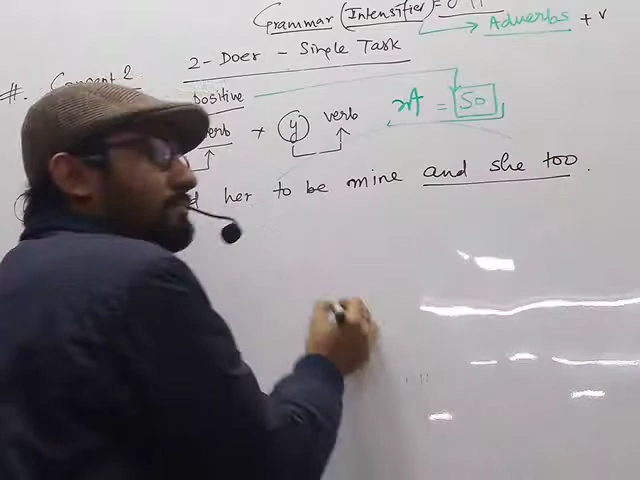 Grammar (Intensifier) =
→ Adverbs + v
2 - Doer - Simple Task
#. Concept 2
positive
verb + y verb
= So
her to be mine and she too.